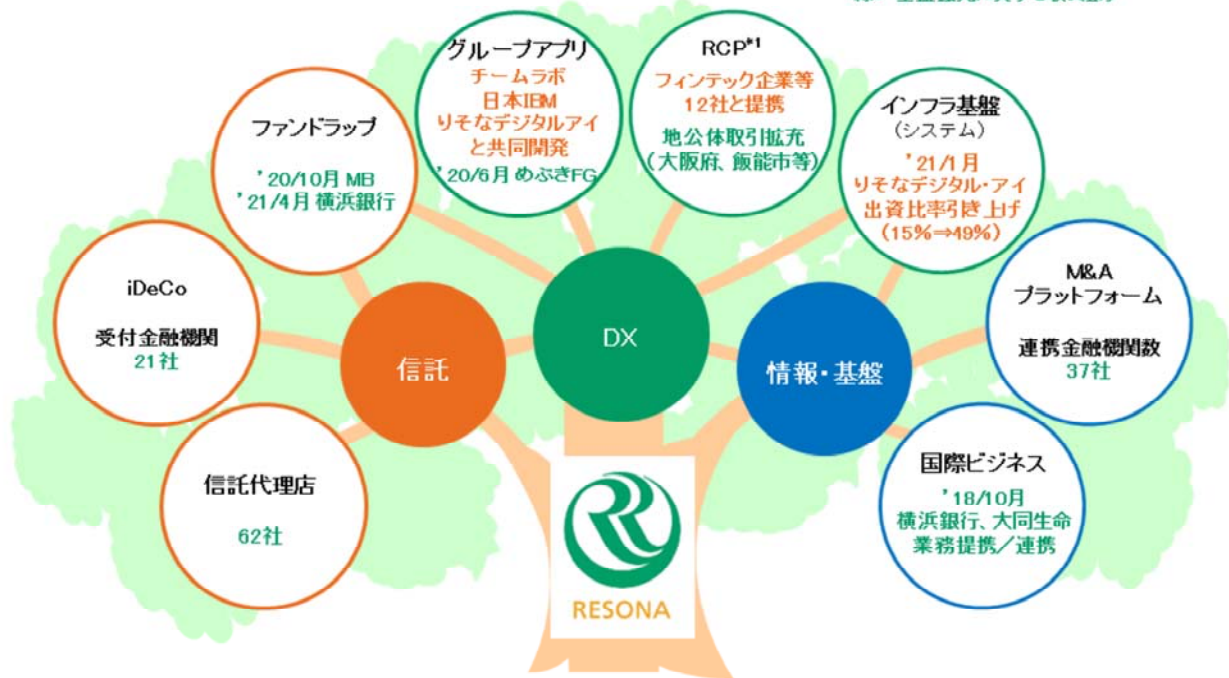 グループアプリ
チームラボ
日本IBM
りそなデジタルアイ
と共同開発
'20/6月 めぶきFG
RCP*1
フィンテック企業等
12社と提携
地公体取引拡充
(大阪府、飯能市等)
ファンドラップ
'20/10月 MB
'21/4月 横浜銀行
インフラ基盤
(システム)
'21/1月
りそなデジタル・アイ
出資比率引き上げ
(15%⇒49%)
iDeCo
受付金融機関
21社
M&A
プラットフォーム
連携金融機関数
37社
信託
DX
情報・基盤
信託代理店
62社
国際ビジネス
'18/10月
横浜銀行、大同生命
業務提携/連携
RESONA